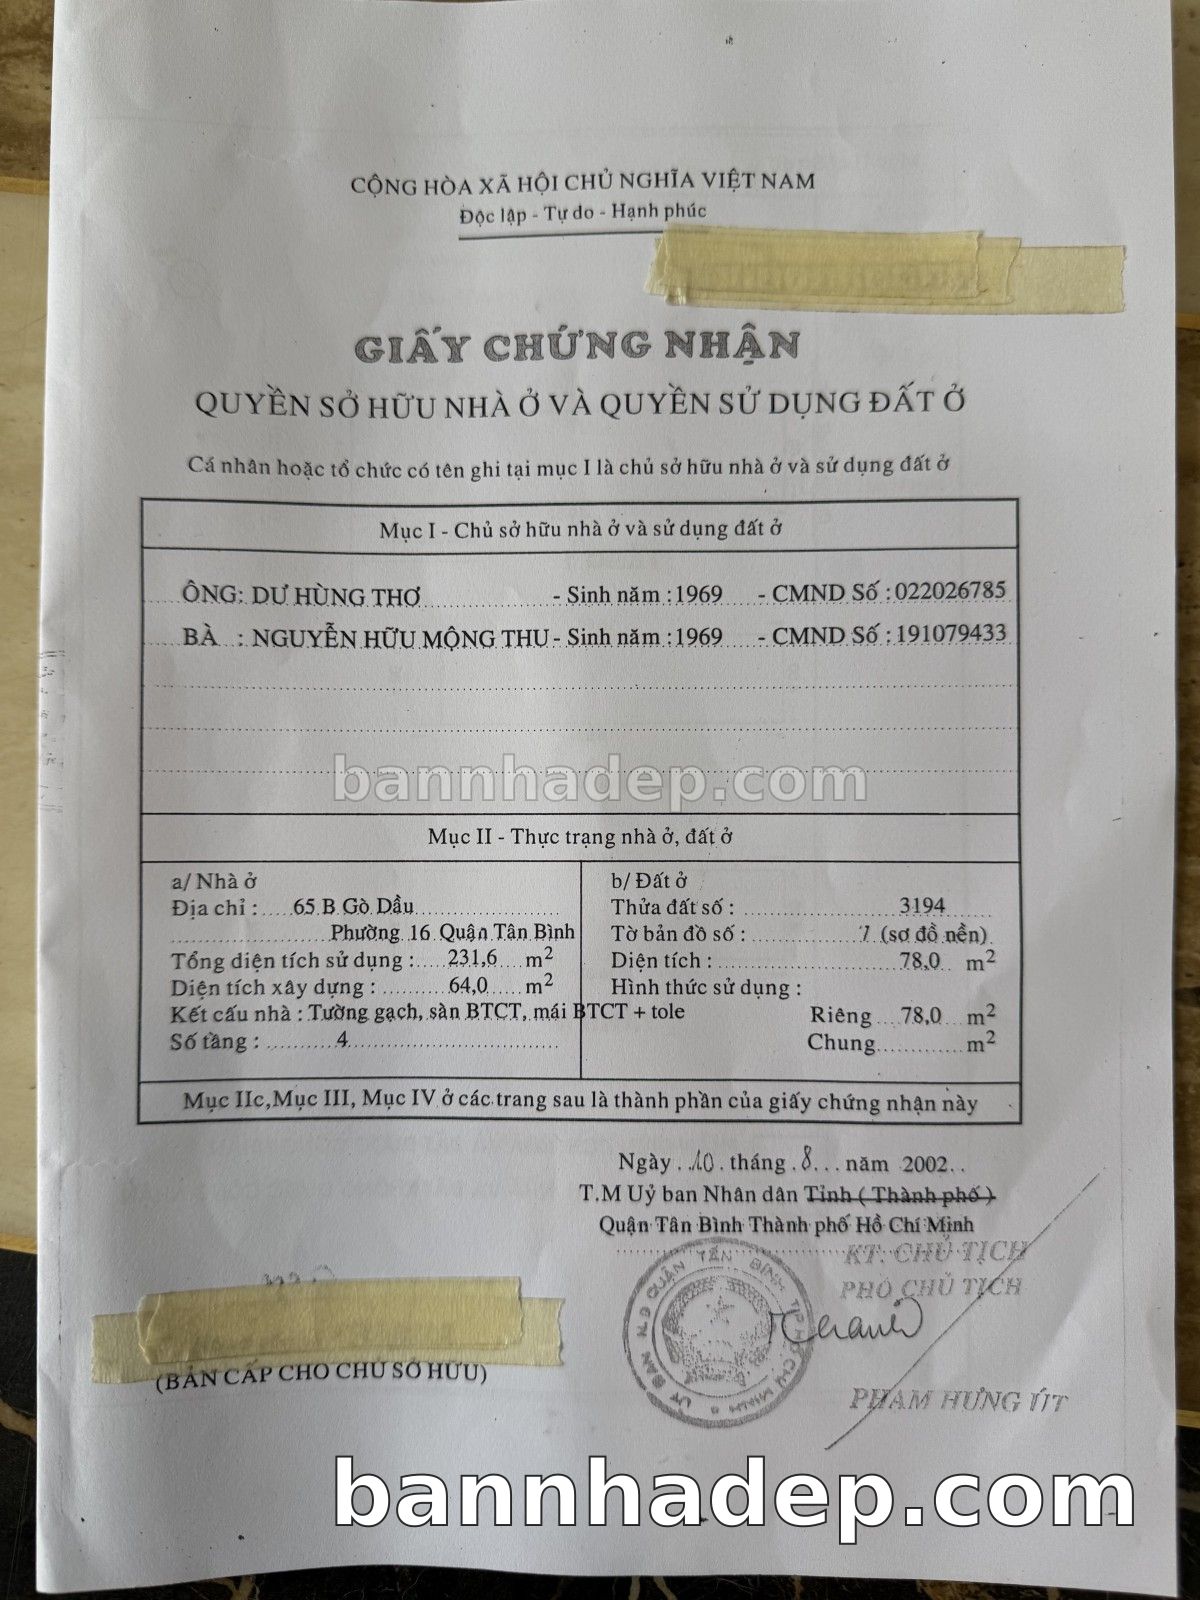 CỘNG HÒA XÃ HỘI CHỦ NGHĨA VIỆT NAM
Độc lập - Tự do - Hạnh phúc
GIẤY CHỨNG NHẬN
QUYỀN SỞ HỮU NHÀ Ở VÀ QUYỀN SỬ DỤNG ĐẤT Ở
Cá nhân hoặc tổ chức có tên ghi tại mục I là chủ sở hữu nhà ở và sử dụng đất ở
Mục I - Chủ sở hữu nhà ở và sử dụng đất ở
ÔNG: DƯ HÙNG THƠ - Sinh năm : 1969 - CMND Số : 022026785
BÀ : NGUYỄN HỮU MỘNG THU - Sinh năm : 1969 - CMND Số : 191079433
bannhadep.com
Mục II - Thực trạng nhà ở, đất ở
a/ Nhà ở
Địa chỉ : 65 B Gò Dầu
Phường 16 Quận Tân Bình
Tổng diện tích sử dụng : 231,6 m2
Diện tích xây dựng : 64,0 m2
Kết cấu nhà : Tường gạch, sàn BTCT, mái BTCT + tole
Số tầng : 4
b/ Đất ở
Thửa đất số : 3194
Tờ bản đồ số : 1 (sơ đồ nền)
Diện tích : 78,0 m2
Hình thức sử dụng :
Riêng 78,0 m2
Chung m2
Mục IIc, Mục III, Mục IV ở các trang sau là thành phần của giấy chứng nhận này
Ngày 10 tháng 8 năm 2002
T.M Uỷ ban Nhân dân Tỉnh ( Thành phố )
Quận Tân Bình Thành phố Hồ Chí Minh
KT. CHỦ TỊCH
PHÓ CHỦ TỊCH
PHẠM HƯNG ÚT
(BẢN CẤP CHO CHỦ SỞ HỮU)
bannhadep.com